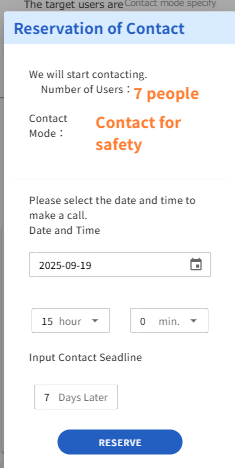 The target users are Contact mode specify
Reservation of Contact
We will start contacting.
Number of Users： 7 people
Contact Mode： Contact for safety
Please select the date and time to
make a call.
Date and Time
2025-09-19
15 hour 0 min.
Input Contact Seadline
7 Days Later
RESERVE